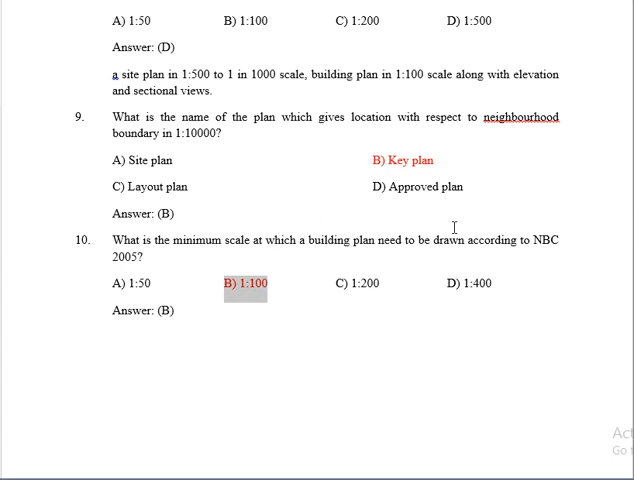 A) 1:50 B) 1:100 C) 1:200 D) 1:500
Answer: (D)
a site plan in 1:500 to 1 in 1000 scale, building plan in 1:100 scale along with elevation
and sectional views.
9. What is the name of the plan which gives location with respect to neighbourhood
boundary in 1:10000?
A) Site plan B) Key plan
C) Layout plan D) Approved plan
Answer: (B)
10. What is the minimum scale at which a building plan need to be drawn according to NBC
2005?
A) 1:50 B) 1:100 C) 1:200 D) 1:400
Answer: (B)
Act
Go t